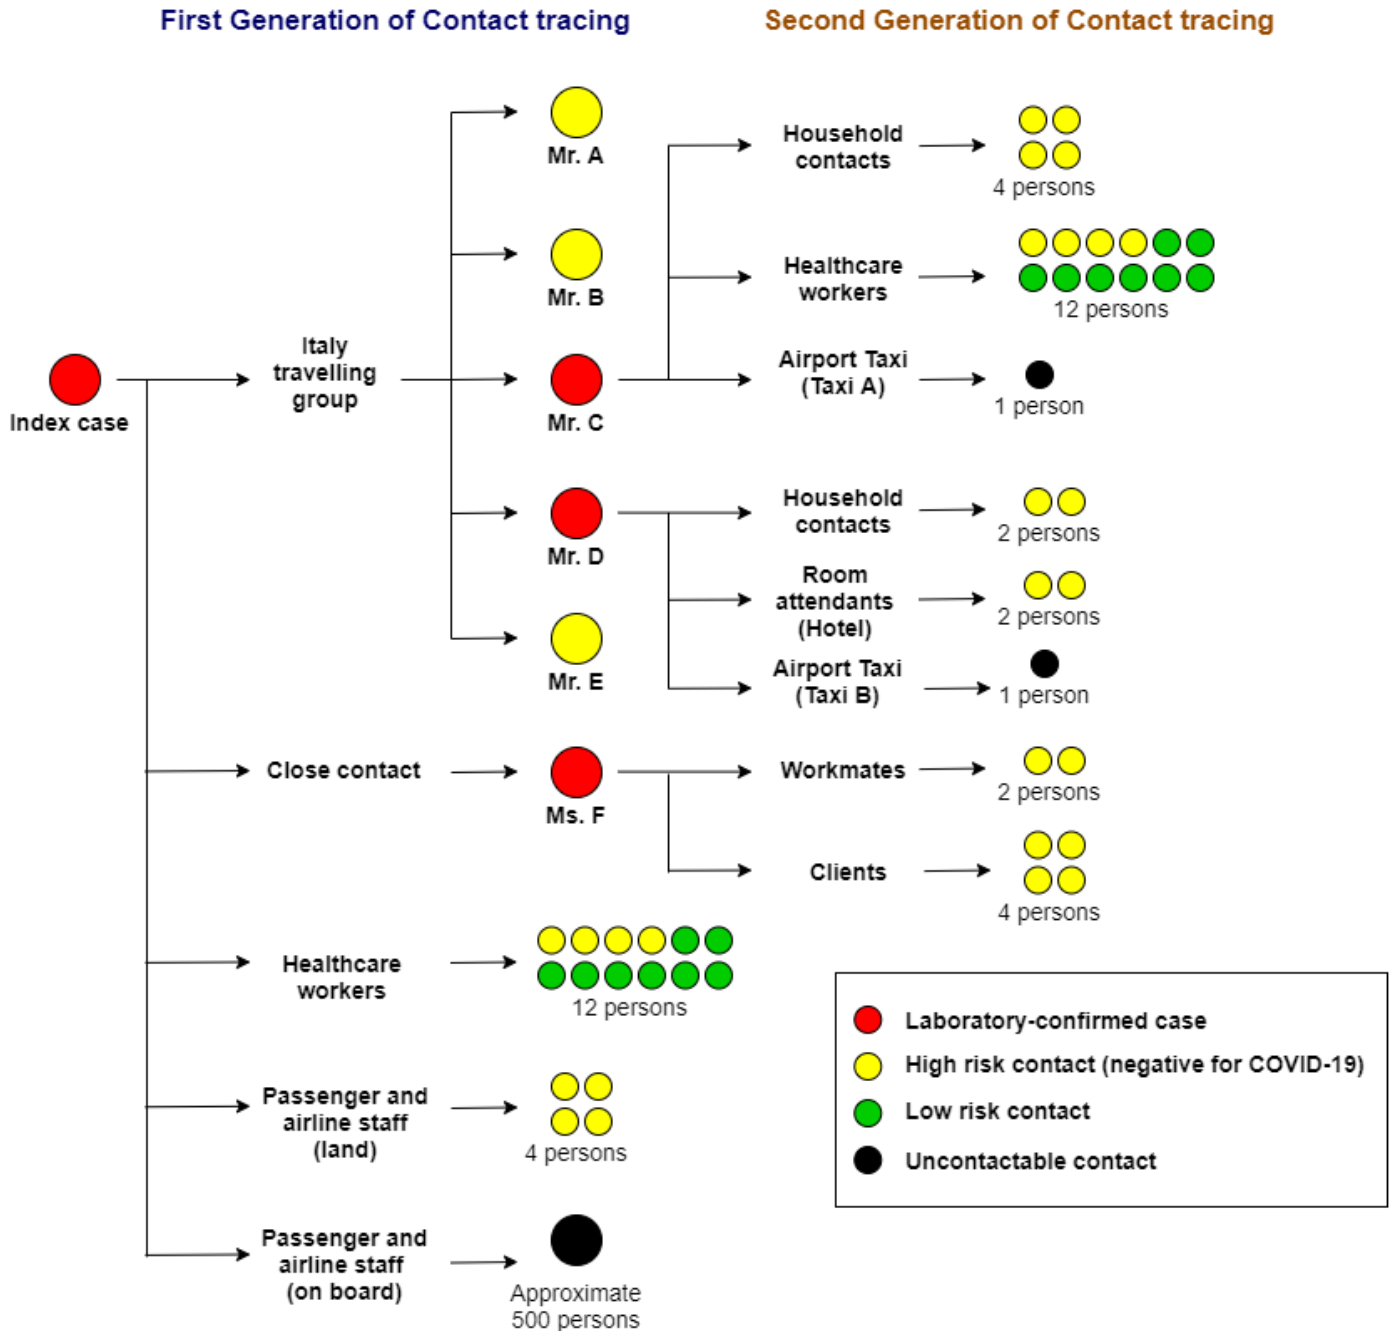 First Generation of Contact tracing
Second Generation of Contact tracing
Index case
Italy
travelling
group
Mr. A
Mr. B
Mr. C
Mr. D
Mr. E
Household
contacts
4 persons
Healthcare
workers
12 persons
Airport Taxi
(Taxi A)
1 person
Household
contacts
2 persons
Room
attendants
(Hotel)
2 persons
Airport Taxi
(Taxi B)
1 person
Close contact
Ms. F
Workmates
2 persons
Clients
4 persons
Healthcare
workers
12 persons
Passenger and
airline staff
(land)
4 persons
Passenger and
airline staff
(on board)
Approximate
500 persons
Laboratory-confirmed case
High risk contact (negative for COVID-19)
Low risk contact
Uncontactable contact